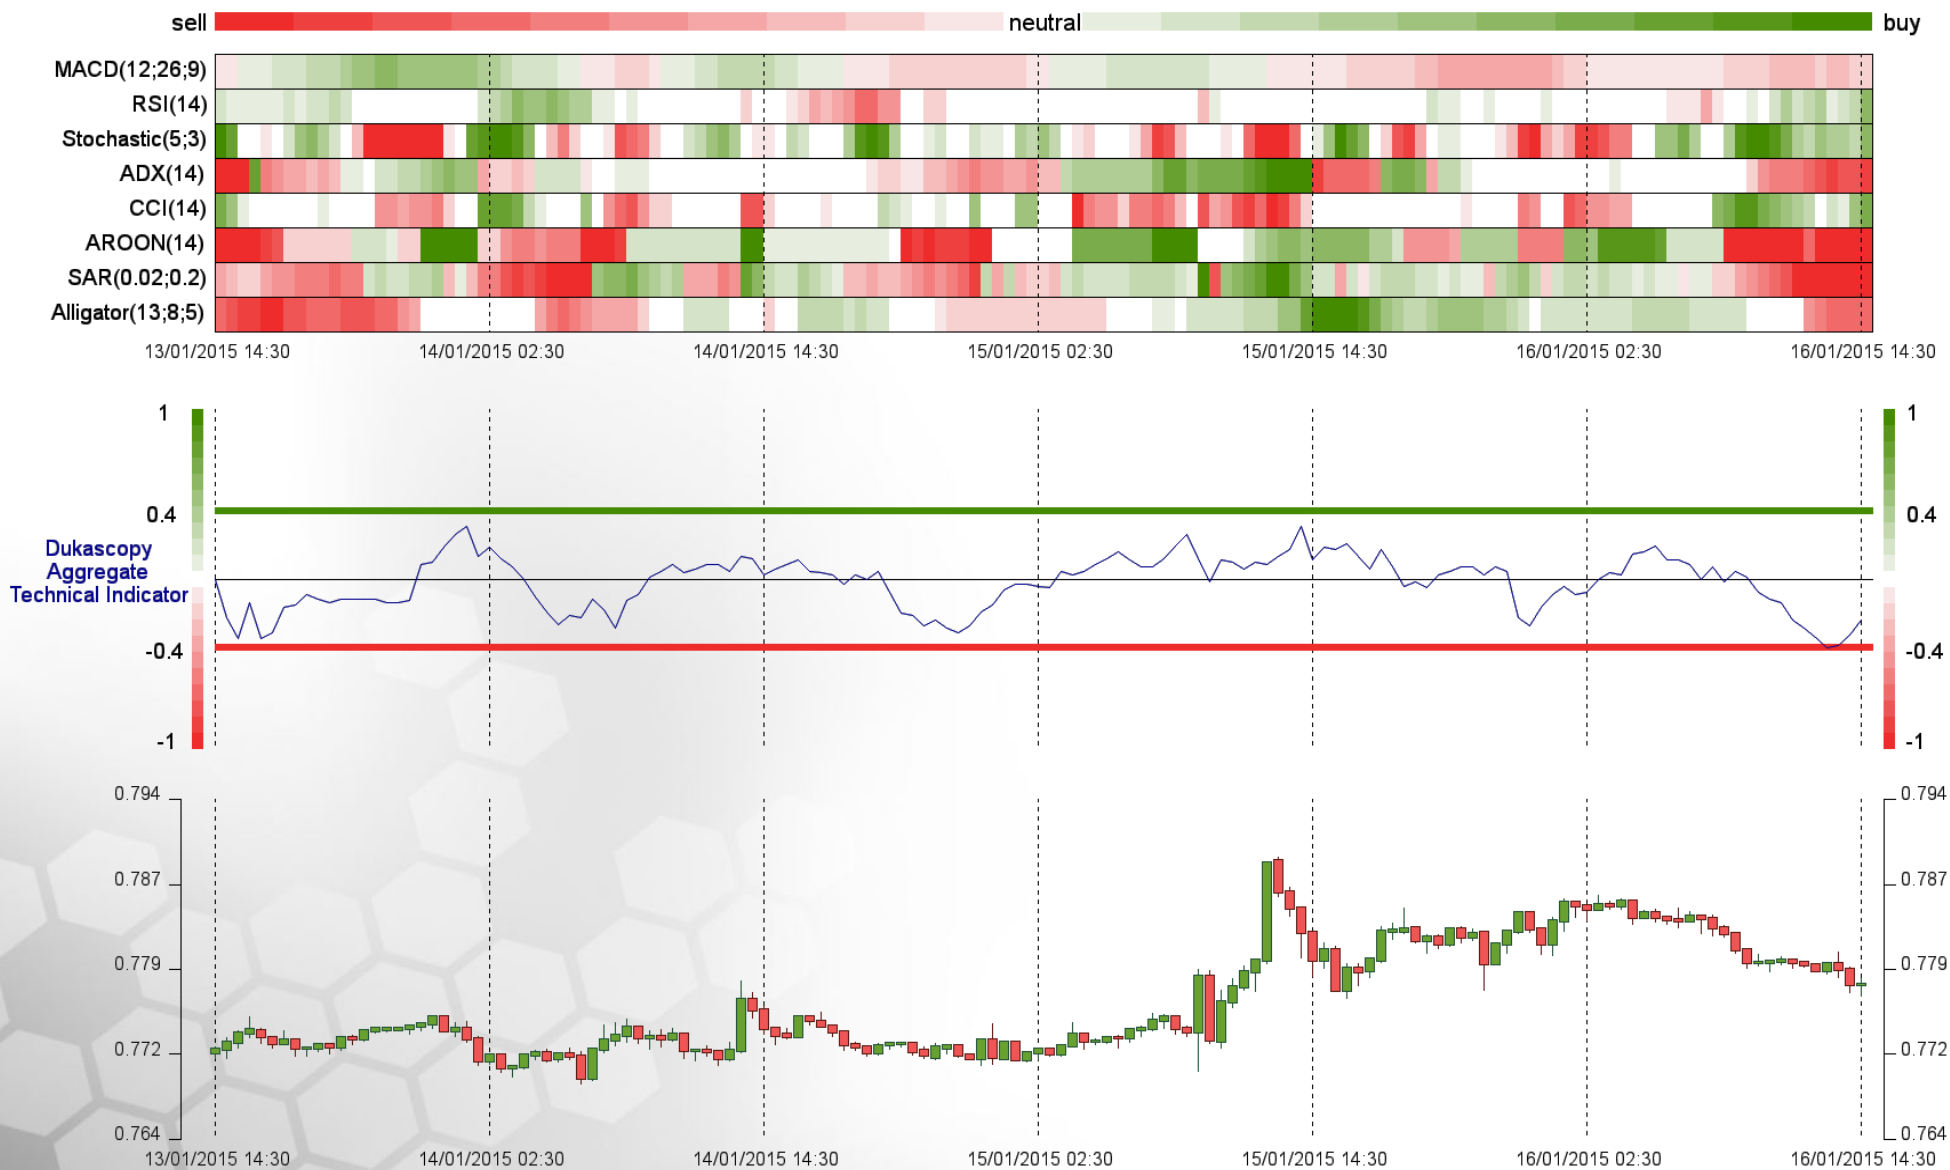 sell neutral buy
MACD(12;26;9)
RSI(14)
Stochastic(5;3)
ADX(14)
CCI(14)
AROON(14)
SAR(0.02;0.2)
Alligator(13;8;5)
13/01/2015 14:30 14/01/2015 02:30 14/01/2015 14:30 15/01/2015 02:30 15/01/2015 14:30 16/01/2015 02:30 16/01/2015 14:30
1 1
0.4 0.4
Dukascopy
Aggregate
Technical Indicator
-0.4 -0.4
-1 -1
0.794 0.794
0.787 0.787
0.779 0.779
0.772 0.772
0.764 0.764
13/01/2015 14:30 14/01/2015 02:30 14/01/2015 14:30 15/01/2015 02:30 15/01/2015 14:30 16/01/2015 02:30 16/01/2015 14:30